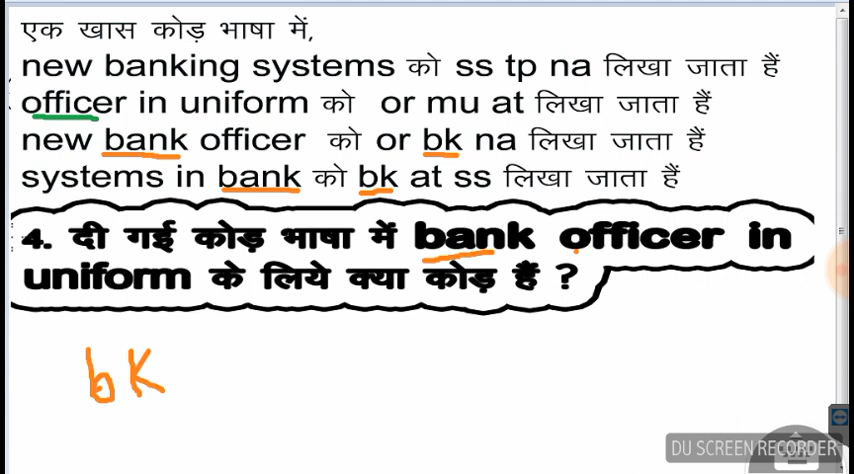 एक खास कोड़ भाषा में,
new banking systems को ss tp na लिखा जाता हैं
officer in uniform को or mu at लिखा जाता हैं
new bank officer को or bk na लिखा जाता हैं
systems in bank को bk at ss लिखा जाता हैं
4. दी गई कोड़ भाषा में bank officer in
uniform के लिये क्या कोड़ हैं ?
bk
DU SCREEN RECORDER